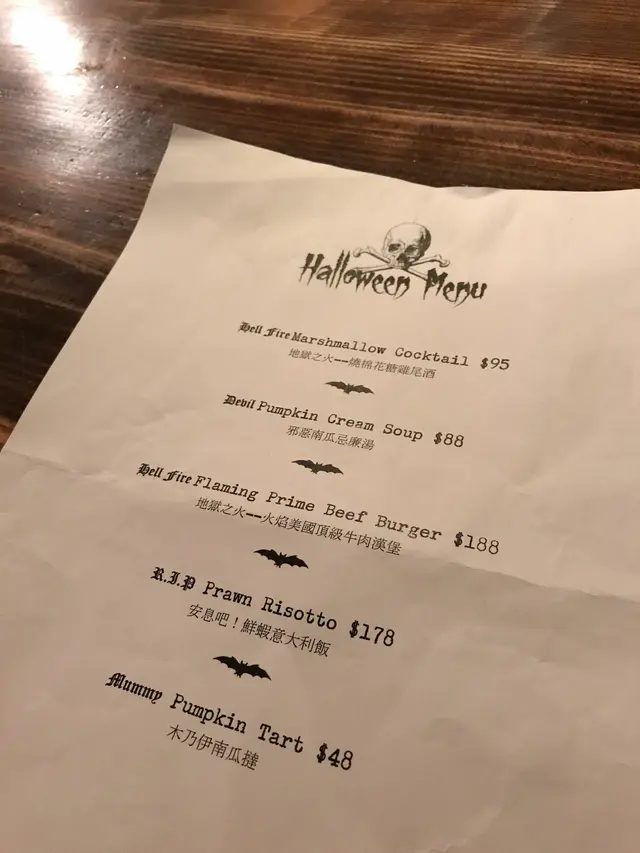 Halloween Menu
Hell Fire Marshmallow Cocktail $95
地獄之火--燒棉花糖雞尾酒
Devil Pumpkin Cream Soup $88
邪惡南瓜忌廉湯
Hell Fire Flaming Prime Beef Burger $188
地獄之火--火焰美國頂級牛肉漢堡
R.I.P Prawn Risotto $178
安息吧！鮮蝦意大利飯
Mummy Pumpkin Tart $48
木乃伊南瓜撻